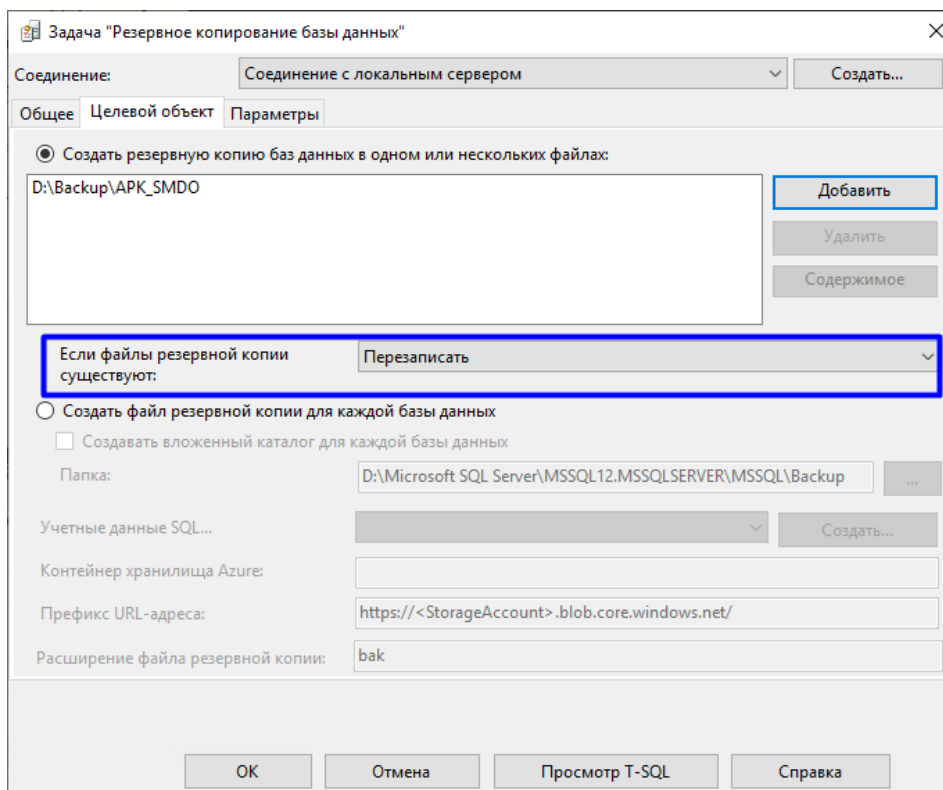 Задача "Резервное копирование базы данных"
Соединение:
Соединение с локальным сервером
Создать...
Общее
Целевой объект
Параметры
Создать резервную копию баз данных в одном или нескольких файлах:
D:\Backup\APK_SMDO
Добавить
Удалить
Содержимое
Если файлы резервной копии
существуют:
Перезаписать
Создать файл резервной копии для каждой базы данных
Создавать вложенный каталог для каждой базы данных
Папка:
D:\Microsoft SQL Server\MSSQL12.MSSQLSERVER\MSSQL\Backup
...
Учетные данные SQL...
Создать...
Контейнер хранилища Azure:
Префикс URL-адреса:
https://<StorageAccount>.blob.core.windows.net/
Расширение файла резервной копии:
bak
OK
Отмена
Просмотр T-SQL
Справка